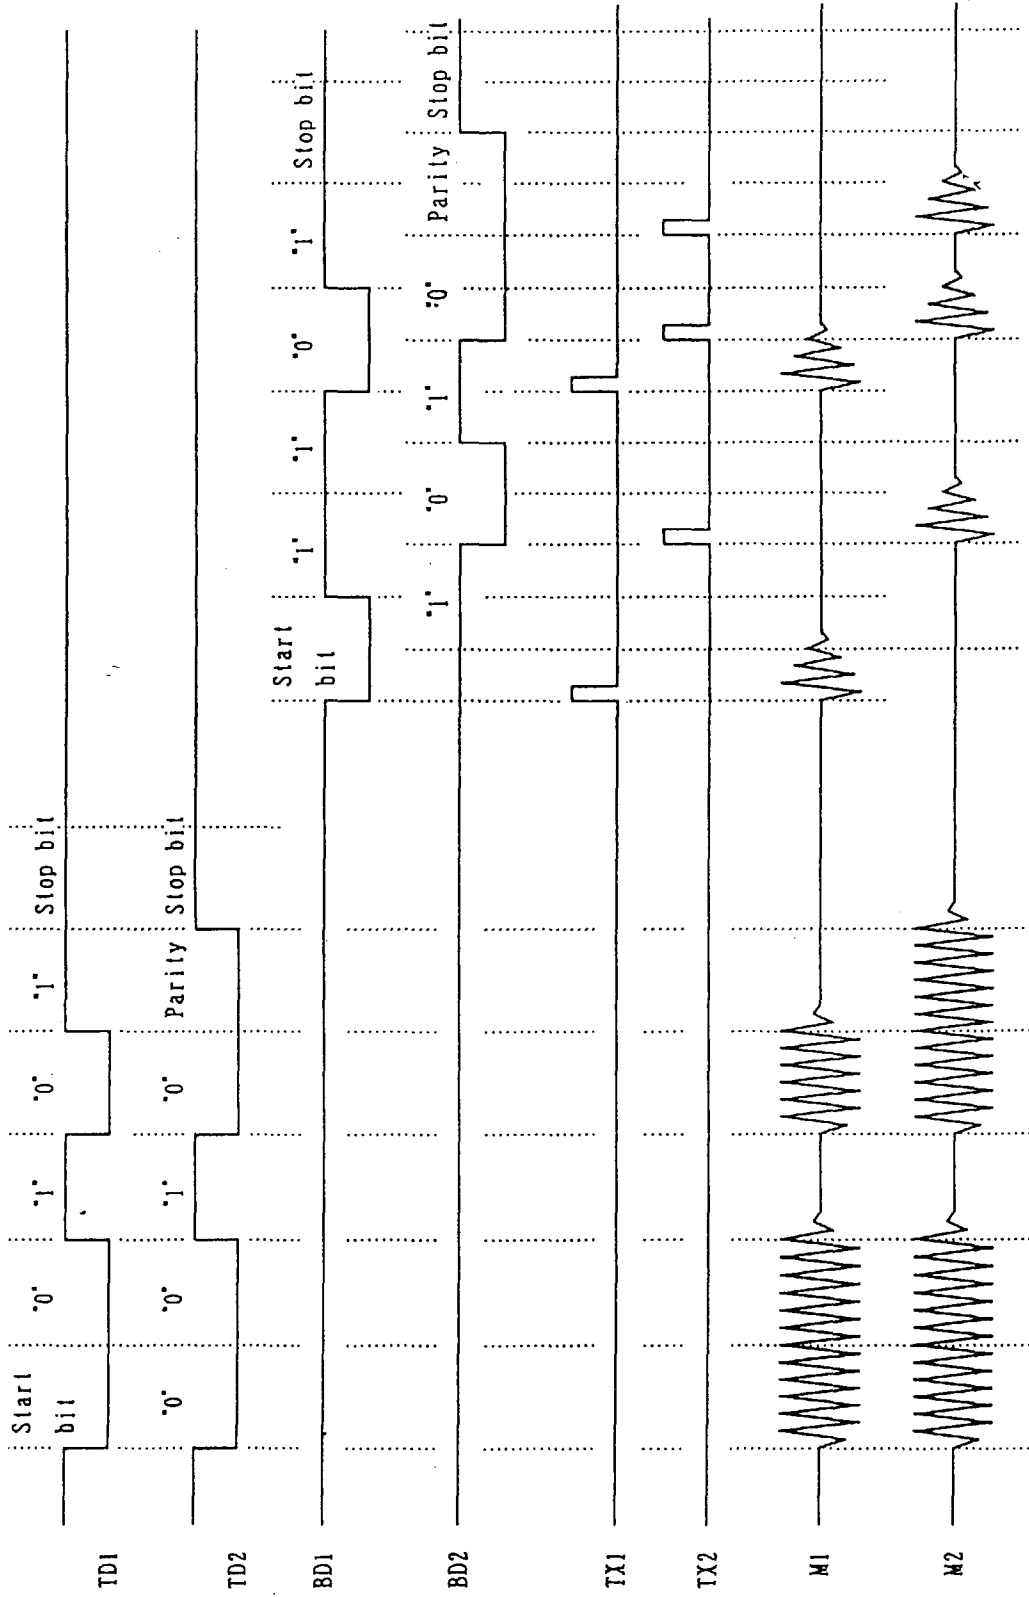 TD1 Start bit "0" "1" "0" "1" Stop bit
TD2 "0" "0" "1" "0" Parity Stop bit
BD1 Start bit "1" "1" "0" "1" Stop bit
BD2 "1" "0" "1" "0" Parity Stop bit
TX1
TX2
M1
M2